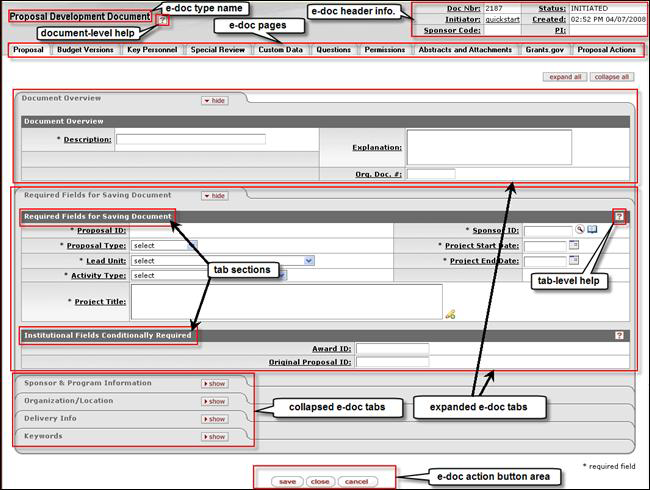 e-doc type name
e-doc header info.
Proposal Development Document ?
document-level help
e-doc pages
Doc Nbr: 2187 Status: INITIATED
Initiator: quickstart Created: 02:52 PM 04/07/2008
Sponsor Code: PI:
Proposal Budget Versions Key Personnel Special Review Custom Data Questions Permissions Abstracts and Attachments Grants.gov Proposal Actions
expand all collapse all
Document Overview hide
Document Overview
* Description: Explanation:
Org. Doc. #:
Required Fields for Saving Document hide
Required Fields for Saving Document ?
* Proposal ID: * Sponsor ID:
* Proposal Type: select * Project Start Date:
* Lead Unit: select * Project End Date:
* Activity Type: select
tab sections
tab-level help
* Project Title:
Institutional Fields Conditionally Required ?
Award ID:
Original Proposal ID:
Sponsor & Program Information show
Organization/Location show
Delivery Info show
Keywords show
collapsed e-doc tabs
expanded e-doc tabs
* required field
save close cancel
e-doc action button area